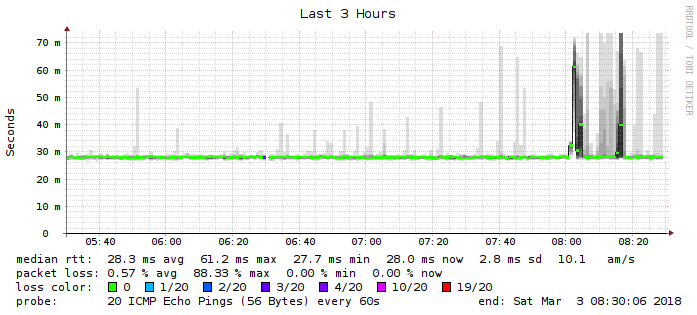 Last 3 Hours
RRDTOOL / TOBI OETIKER
Seconds
70 m
60 m
50 m
40 m
30 m
20 m
10 m
0
05:40 06:00 06:20 06:40 07:00 07:20 07:40 08:00 08:20
median rtt: 28.3 ms avg 61.2 ms max 27.7 ms min 28.0 ms now 2.8 ms sd 10.1 am/s
packet loss: 0.57 % avg 88.33 % max 0.00 % min 0.00 % now
loss color: 0 1/20 2/20 3/20 4/20 10/20 19/20
probe: 20 ICMP Echo Pings (56 Bytes) every 60s end: Sat Mar 3 08:30:06 2018